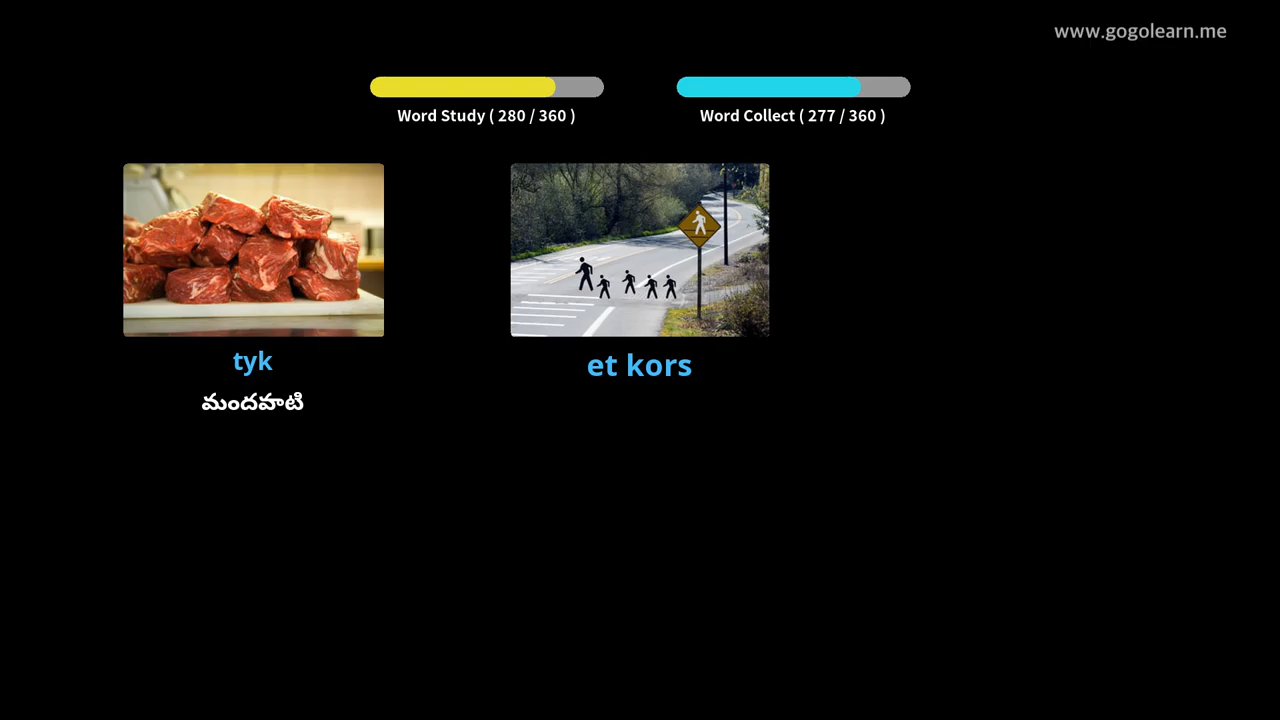 www.gogolearn.me
Word Study ( 280 / 360 )
Word Collect ( 277 / 360 )
tyk
మందపాటి
et kors